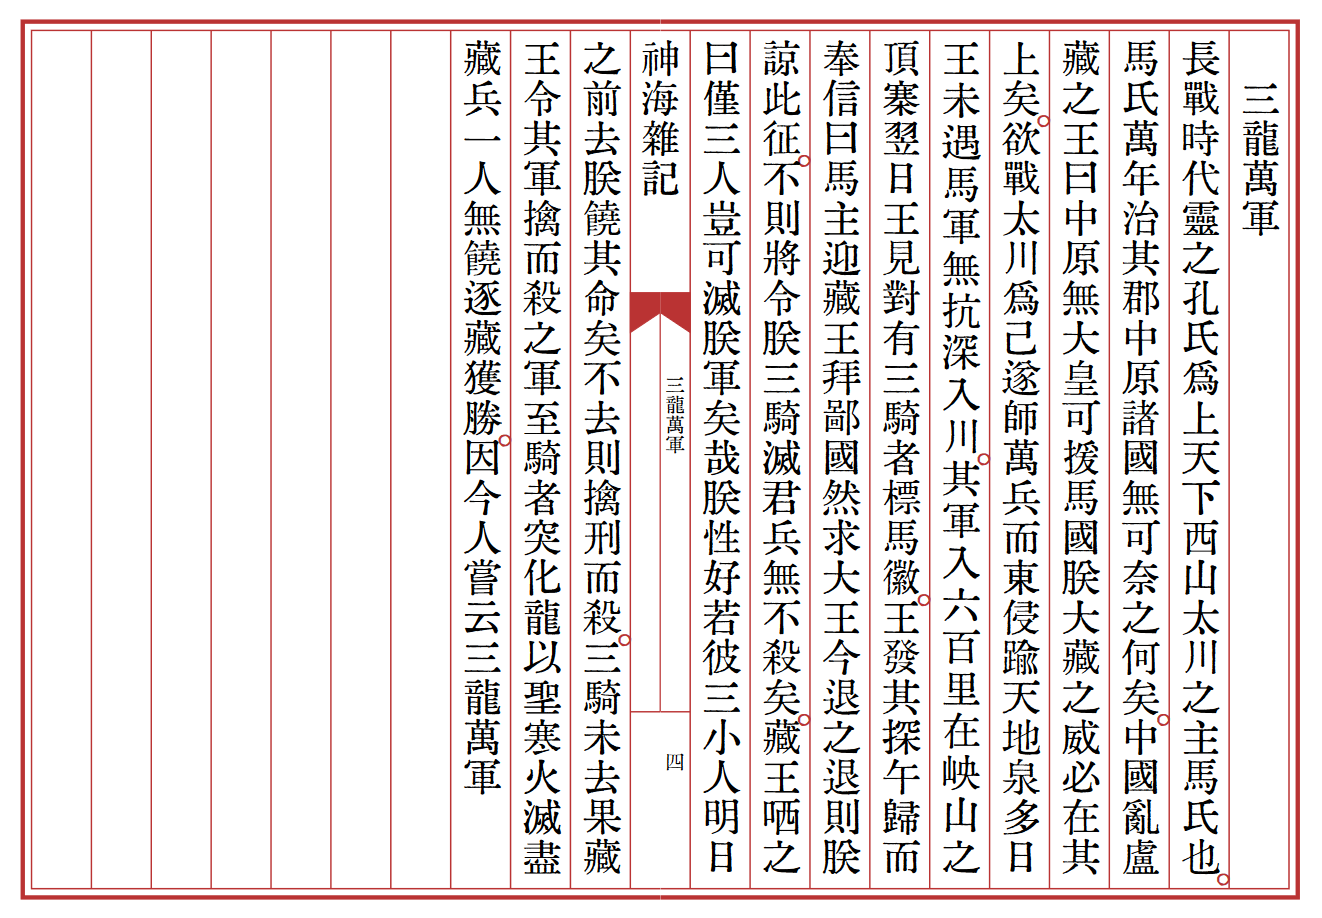 三龍萬軍
長戰時代靈之孔氏爲上天下西山太川之主馬氏也。
馬氏萬年治其郡中原諸國無可奈之何矣。中國亂盧
藏之王曰中原無大皇可援馬國朕大藏之威必在其
上矣。欲戰太川爲己遂師萬兵而東侵踰天地泉多日
王未遇馬軍無抗深入川。其軍入六百里在岟山之
頂寨翌日王見對有三騎者標馬徽。王發其探午歸而
奉信曰馬主迎藏王拜鄙國然求大王今退之退則朕
諒此征。不則將令朕三騎滅君兵無不殺矣。藏王哂之
曰僅三人豈可滅朕軍矣哉朕性好若彼三小人明日
神海雜記
三龍萬軍
四
之前去朕饒其命矣不去則擒刑而殺。三騎未去果藏
王令其軍擒而殺之軍至騎者突化龍以聖寒火滅盡
藏兵一人無饒逐藏獲勝。因今人嘗云三龍萬軍